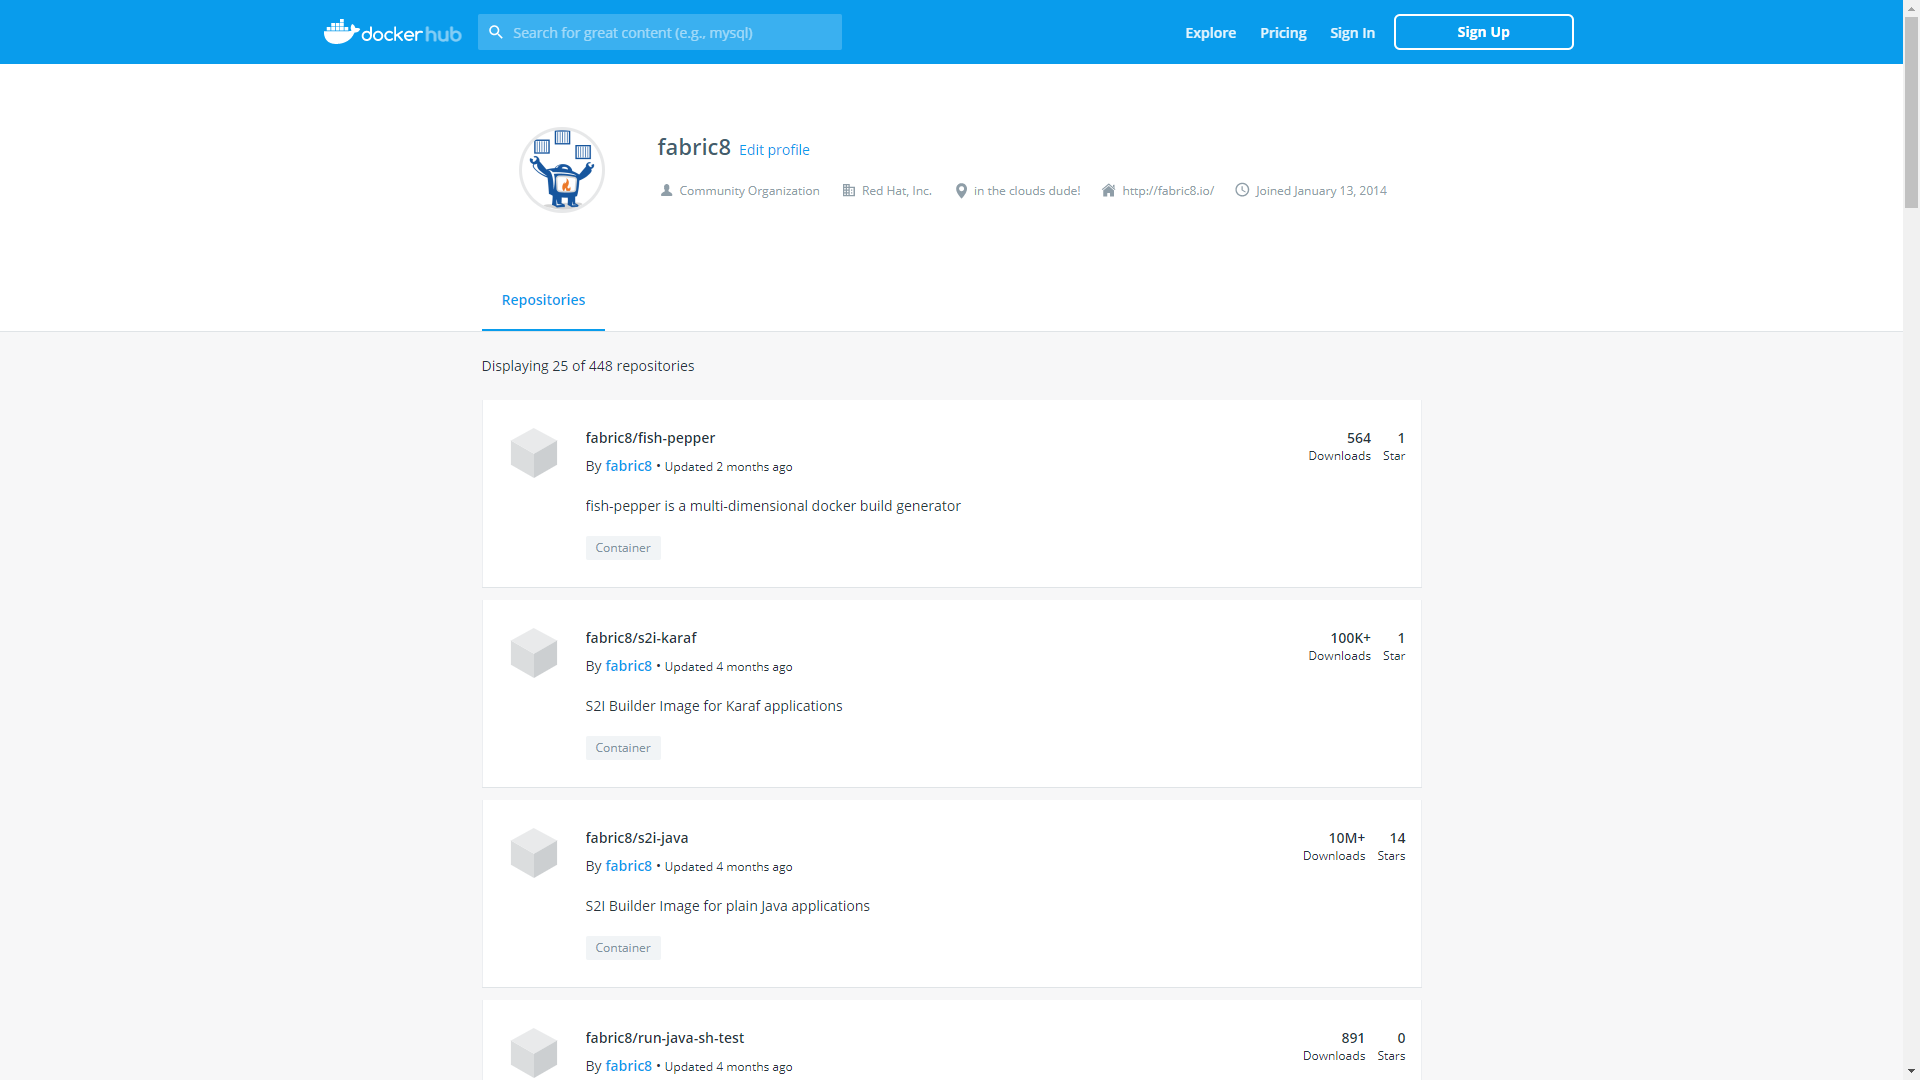 docker hub
Search for great content (e.g., mysql)
Explore
Pricing
Sign In
Sign Up
fabric8 Edit profile
Community Organization
Red Hat, Inc.
in the clouds dude!
http://fabric8.io/
Joined January 13, 2014
Repositories
Displaying 25 of 448 repositories
fabric8/fish-pepper
By fabric8 • Updated 2 months ago
564 Downloads
1 Star
fish-pepper is a multi-dimensional docker build generator
Container
fabric8/s2i-karaf
By fabric8 • Updated 4 months ago
100K+ Downloads
1 Star
S2I Builder Image for Karaf applications
Container
fabric8/s2i-java
By fabric8 • Updated 4 months ago
10M+ Downloads
14 Stars
S2I Builder Image for plain Java applications
Container
fabric8/run-java-sh-test
By fabric8 • Updated 4 months ago
891 Downloads
0 Stars